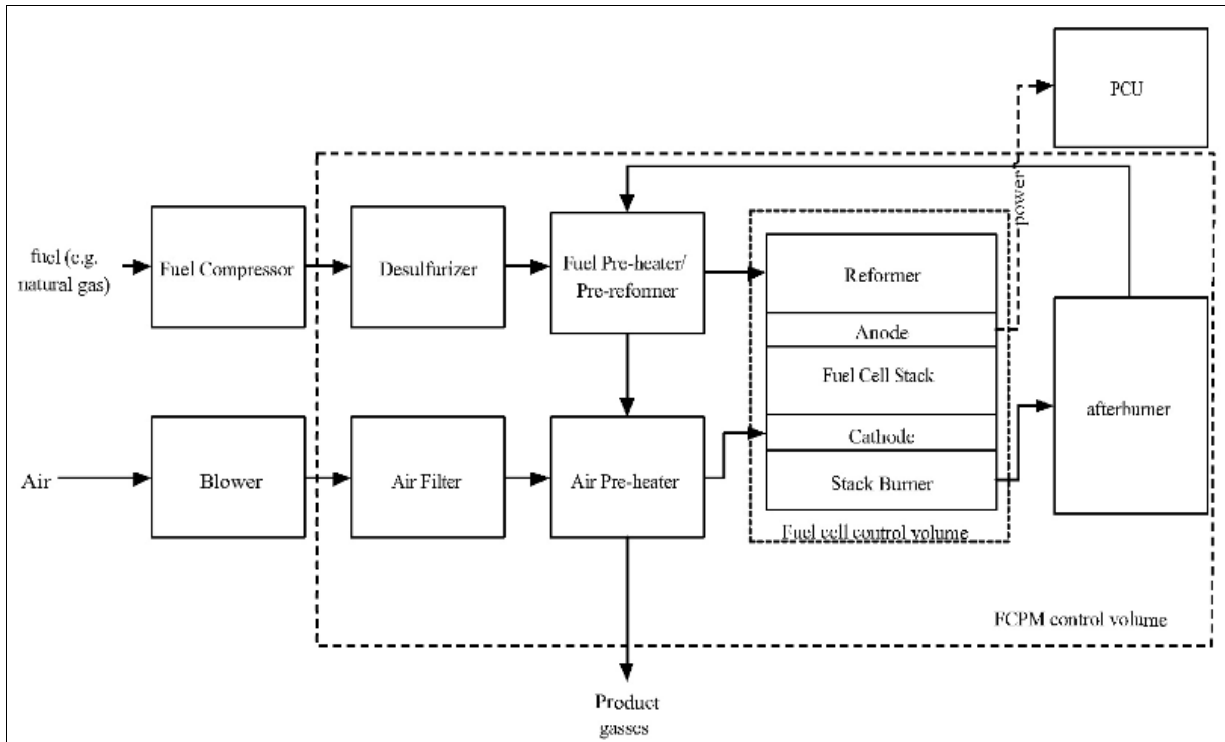 PCU
power
fuel (e.g.
natural gas)
Fuel Compressor
Desulfurizer
Fuel Pre-heater/
Pre-reformer
Reformer
Anode
Fuel Cell Stack
Cathode
Stack Burner
afterburner
Air
Blower
Air Filter
Air Pre-heater
Fuel cell control volume
FCPM control volume
Product
gasses